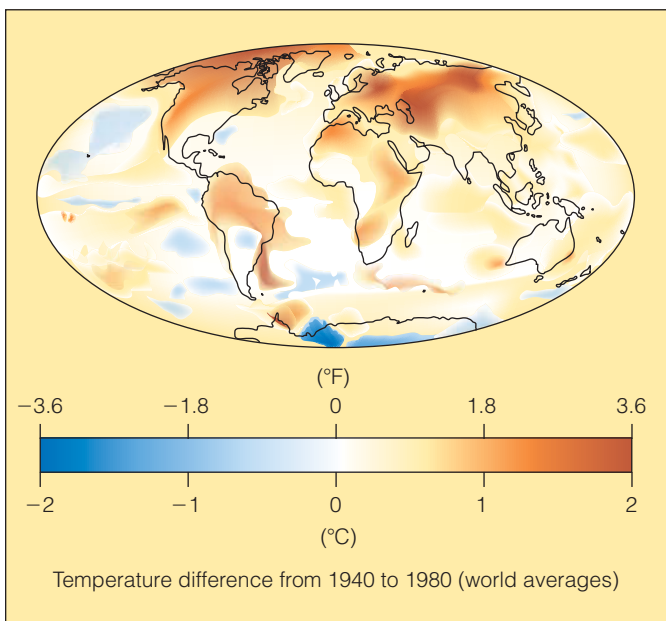 (°F)
−3.6 −1.8 0 1.8 3.6
−2 −1 0 1 2
(°C)
Temperature difference from 1940 to 1980 (world averages)